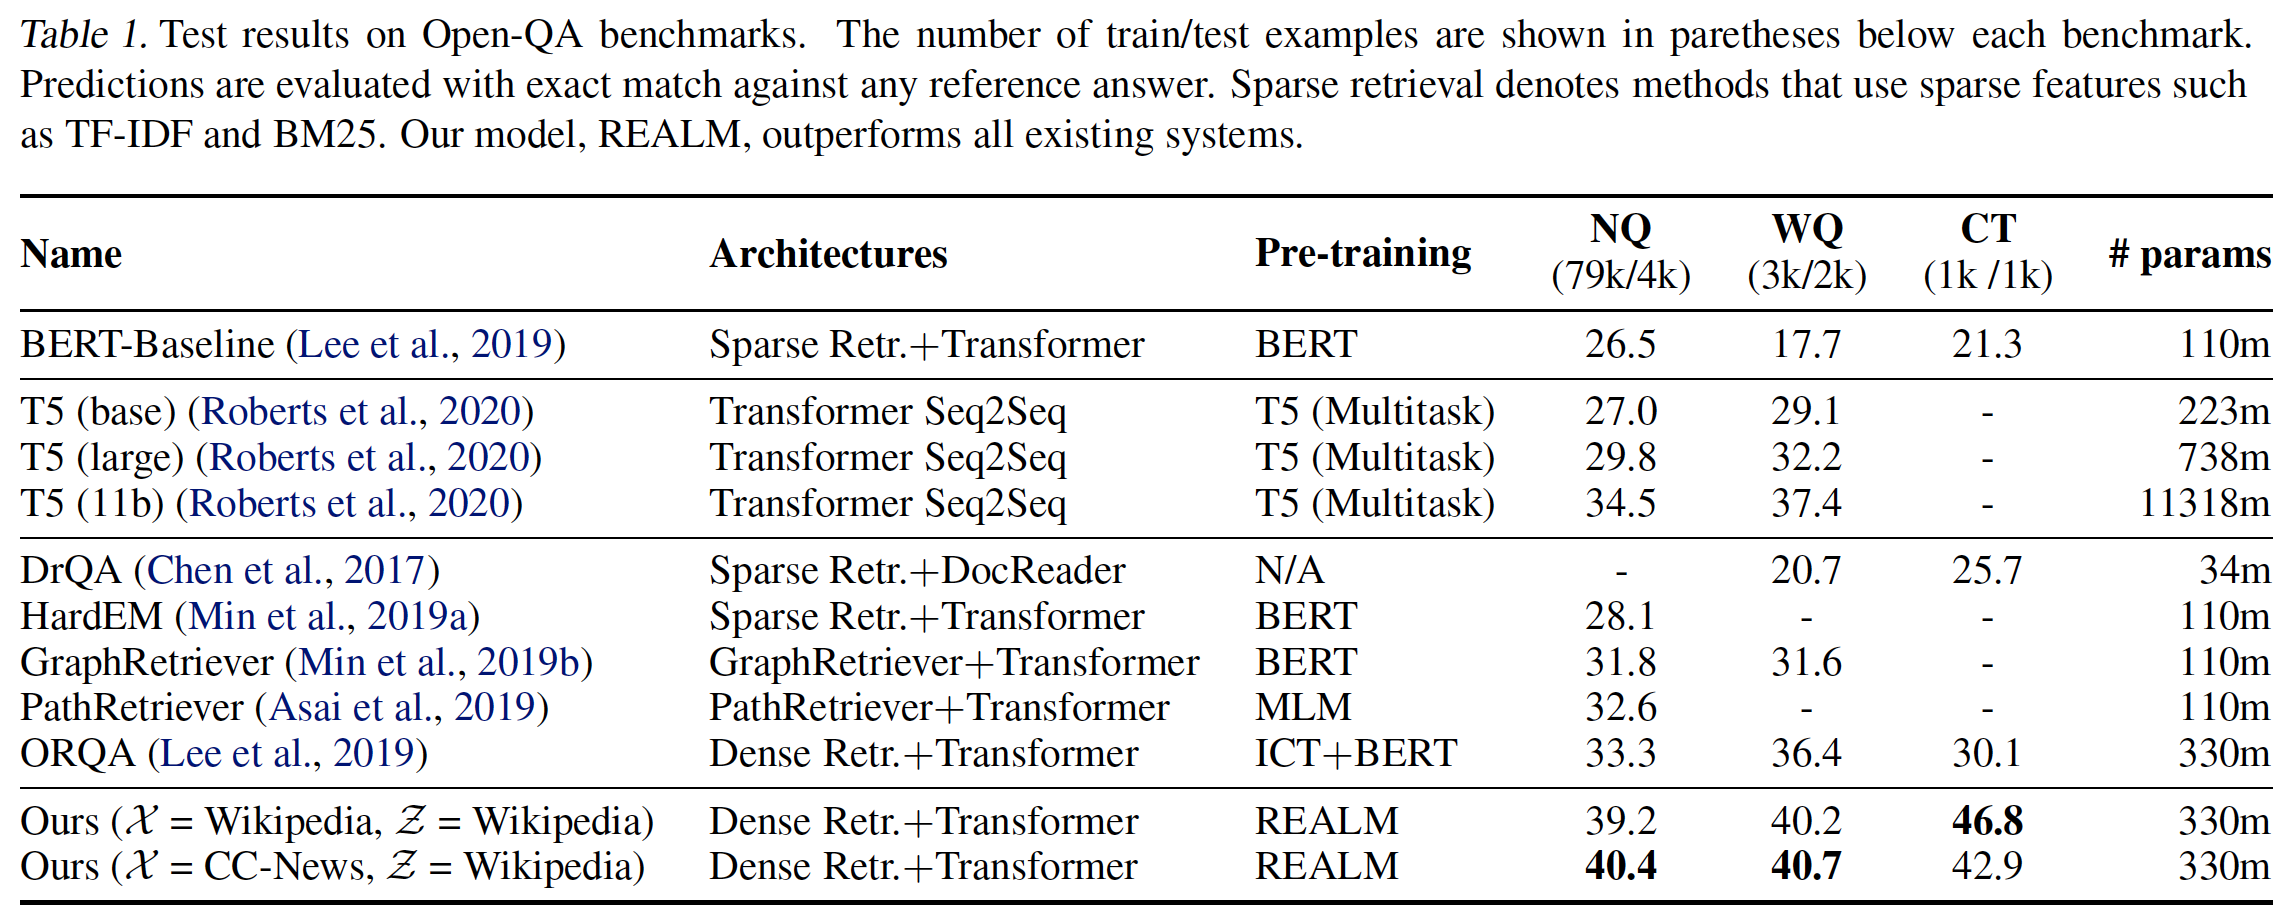 Table 1. Test results on Open-QA benchmarks. The number of train/test examples are shown in paretheses below each benchmark.
Predictions are evaluated with exact match against any reference answer. Sparse retrieval denotes methods that use sparse features such
as TF-IDF and BM25. Our model, REALM, outperforms all existing systems.
Name Architectures Pre-training NQ (79k/4k) WQ (3k/2k) CT (1k /1k) # params
BERT-Baseline (Lee et al., 2019) Sparse Retr.+Transformer BERT 26.5 17.7 21.3 110m
T5 (base) (Roberts et al., 2020) Transformer Seq2Seq T5 (Multitask) 27.0 29.1 - 223m
T5 (large) (Roberts et al., 2020) Transformer Seq2Seq T5 (Multitask) 29.8 32.2 - 738m
T5 (11b) (Roberts et al., 2020) Transformer Seq2Seq T5 (Multitask) 34.5 37.4 - 11318m
DrQA (Chen et al., 2017) Sparse Retr.+DocReader N/A - 20.7 25.7 34m
HardEM (Min et al., 2019a) Sparse Retr.+Transformer BERT 28.1 - - 110m
GraphRetriever (Min et al., 2019b) GraphRetriever+Transformer BERT 31.8 31.6 - 110m
PathRetriever (Asai et al., 2019) PathRetriever+Transformer MLM 32.6 - - 110m
ORQA (Lee et al., 2019) Dense Retr.+Transformer ICT+BERT 33.3 36.4 30.1 330m
Ours (𝒳 = Wikipedia, 𝒵 = Wikipedia) Dense Retr.+Transformer REALM 39.2 40.2 46.8 330m
Ours (𝒳 = CC-News, 𝒵 = Wikipedia) Dense Retr.+Transformer REALM 40.4 40.7 42.9 330m